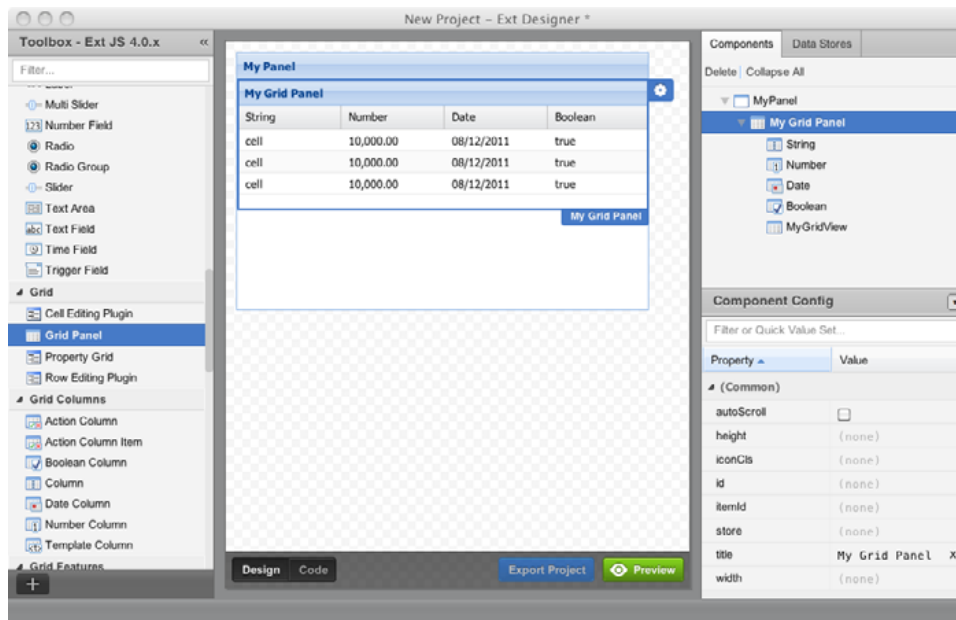 New Project – Ext Designer *
Toolbox - Ext JS 4.0.x «
Filter...
Multi Slider
Number Field
Radio
Radio Group
Slider
Text Area
Text Field
Time Field
Trigger Field
Grid
Cell Editing Plugin
Grid Panel
Property Grid
Row Editing Plugin
Grid Columns
Action Column
Action Column Item
Boolean Column
Column
Date Column
Number Column
Template Column
Grid Features
My Panel
My Grid Panel
String Number Date Boolean
cell 10,000.00 08/12/2011 true
cell 10,000.00 08/12/2011 true
cell 10,000.00 08/12/2011 true
My Grid Panel
Design Code Export Project Preview
Components Data Stores
Delete Collapse All
MyPanel
My Grid Panel
String
Number
Date
Boolean
MyGridView
Component Config
Filter or Quick Value Set...
Property Value
(Common)
autoScroll
height (none)
iconCls (none)
id (none)
itemId (none)
store (none)
title My Grid Panel x
width (none)